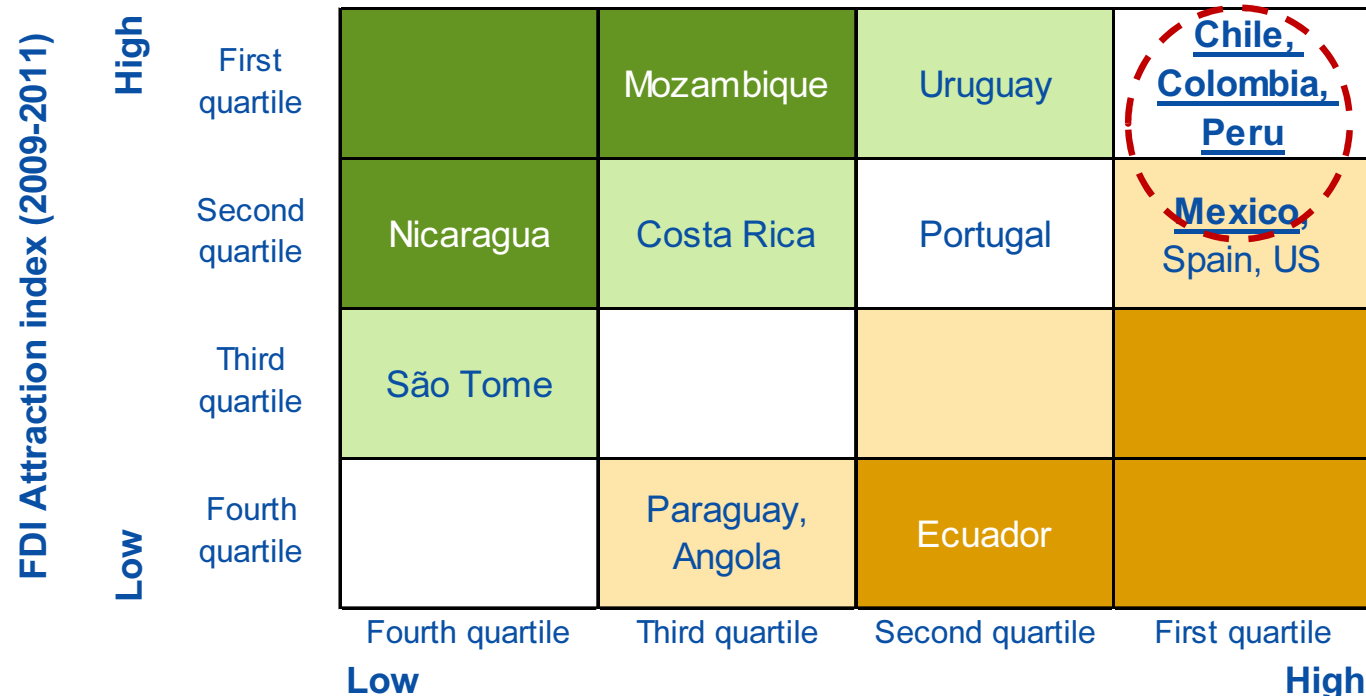 FDI Attraction index (2009-2011)
High
First
quartile
Mozambique
Uruguay
Chile,
Colombia,
Peru
Second
quartile
Nicaragua
Costa Rica
Portugal
Mexico,
Spain, US
Third
quartile
São Tome
Fourth
quartile
Paraguay,
Angola
Ecuador
Low
Fourth quartile
Third quartile
Second quartile
First quartile
Low
High